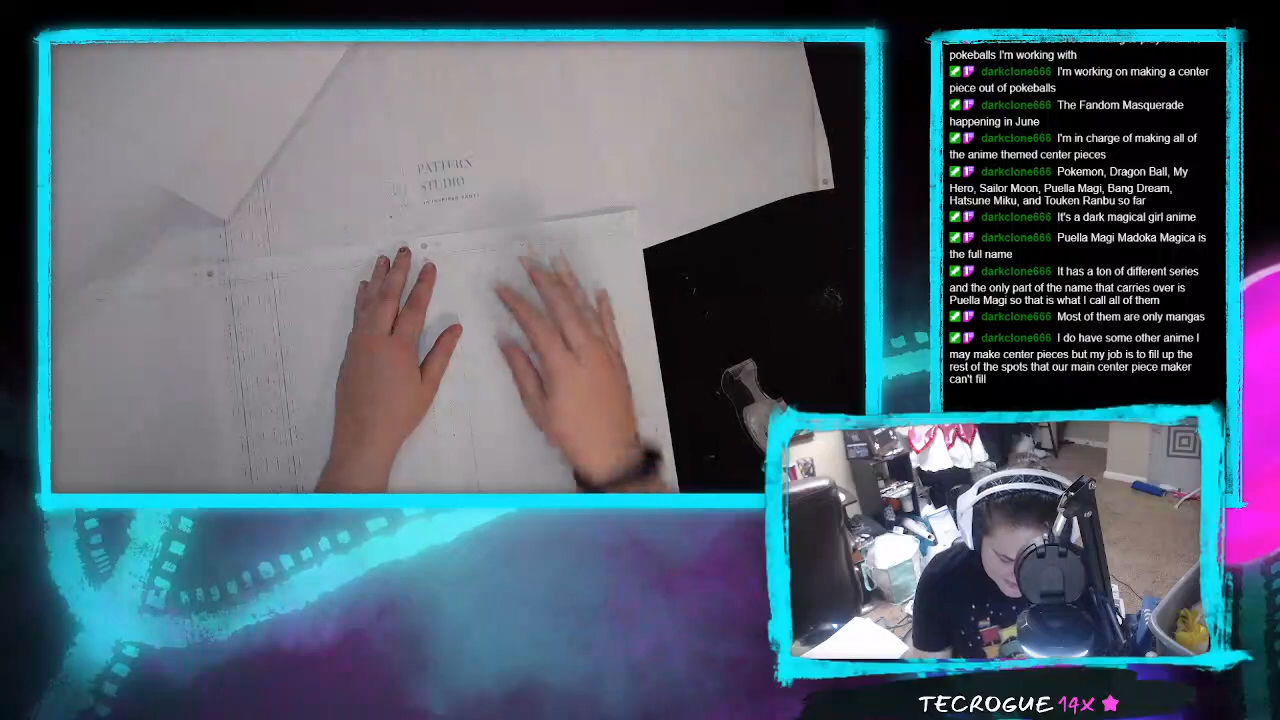 PATTERN
STUDIO
pokeballs I'm working with
darkclone666 I'm working on making a center
piece out of pokeballs
darkclone666 The Fandom Masquerade
happening in June
darkclone666 I'm in charge of making all of
the anime themed center pieces
darkclone666 Pokemon, Dragon Ball, My
Hero, Sailor Moon, Puella Magi, Bang Dream,
Hatsune Miku, and Touken Ranbu so far
darkclone666 It's a dark magical girl anime
darkclone666 Puella Magi Madoka Magica is
the full name
darkclone666 It has a ton of different series
and the only part of the name that carries over is
Puella Magi so that is what I call all of them
darkclone666 Most of them are only mangas
darkclone666 I do have some other anime I
may make center pieces but my job is to fill up the
rest of the spots that our main center piece maker
can't fill
TECROGUE 14X